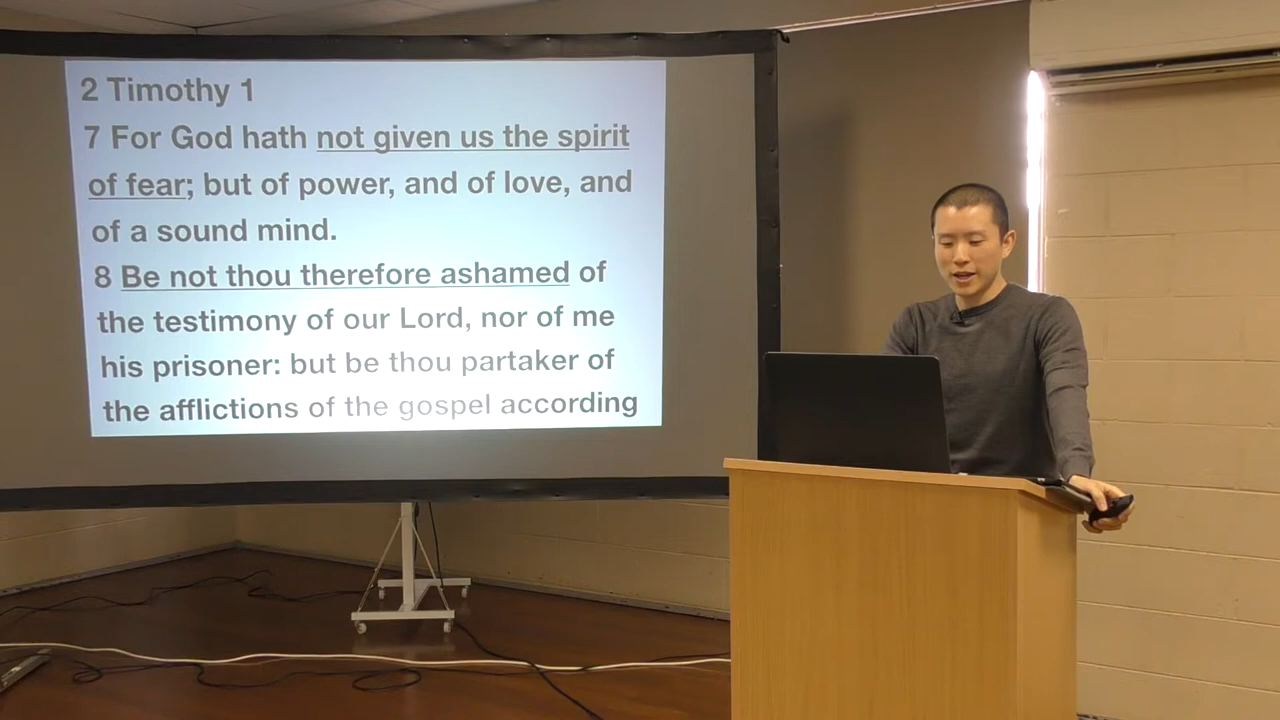 2 Timothy 1
7 For God hath not given us the spirit
of fear; but of power, and of love, and
of a sound mind.
8 Be not thou therefore ashamed of
the testimony of our Lord, nor of me
his prisoner: but be thou partaker of
the afflictions of the gospel according